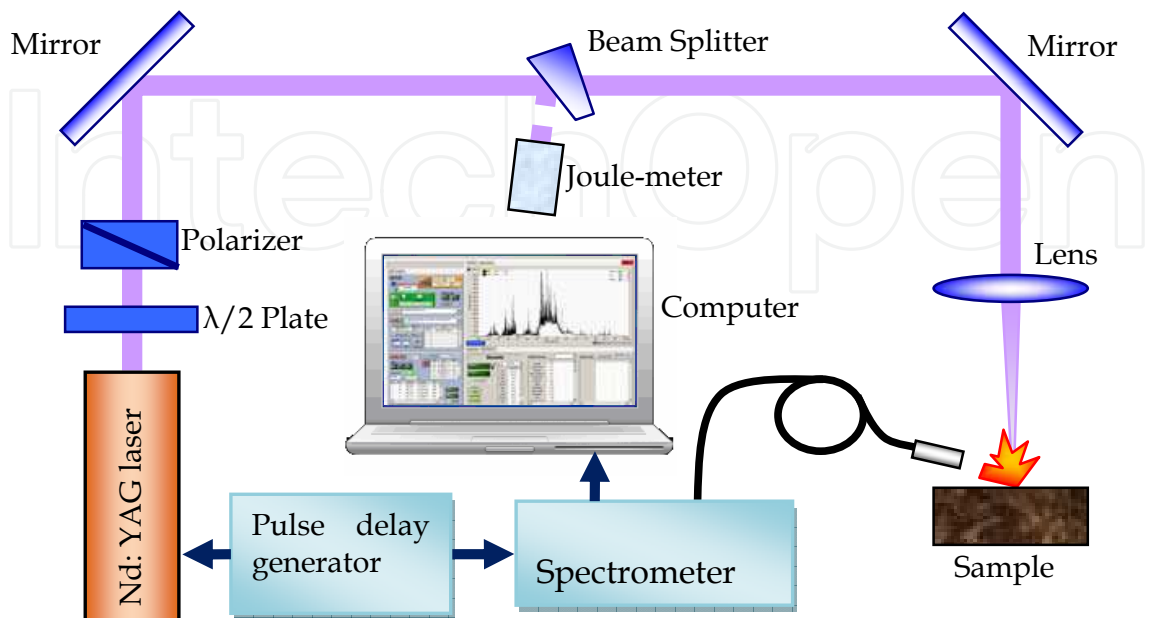 Mirror
Beam Splitter
Mirror
IntechOpen
Joule-meter
Polarizer
Lens
λ/2 Plate
Computer
Nd: YAG laser
Pulse delay
generator
Spectrometer
Sample